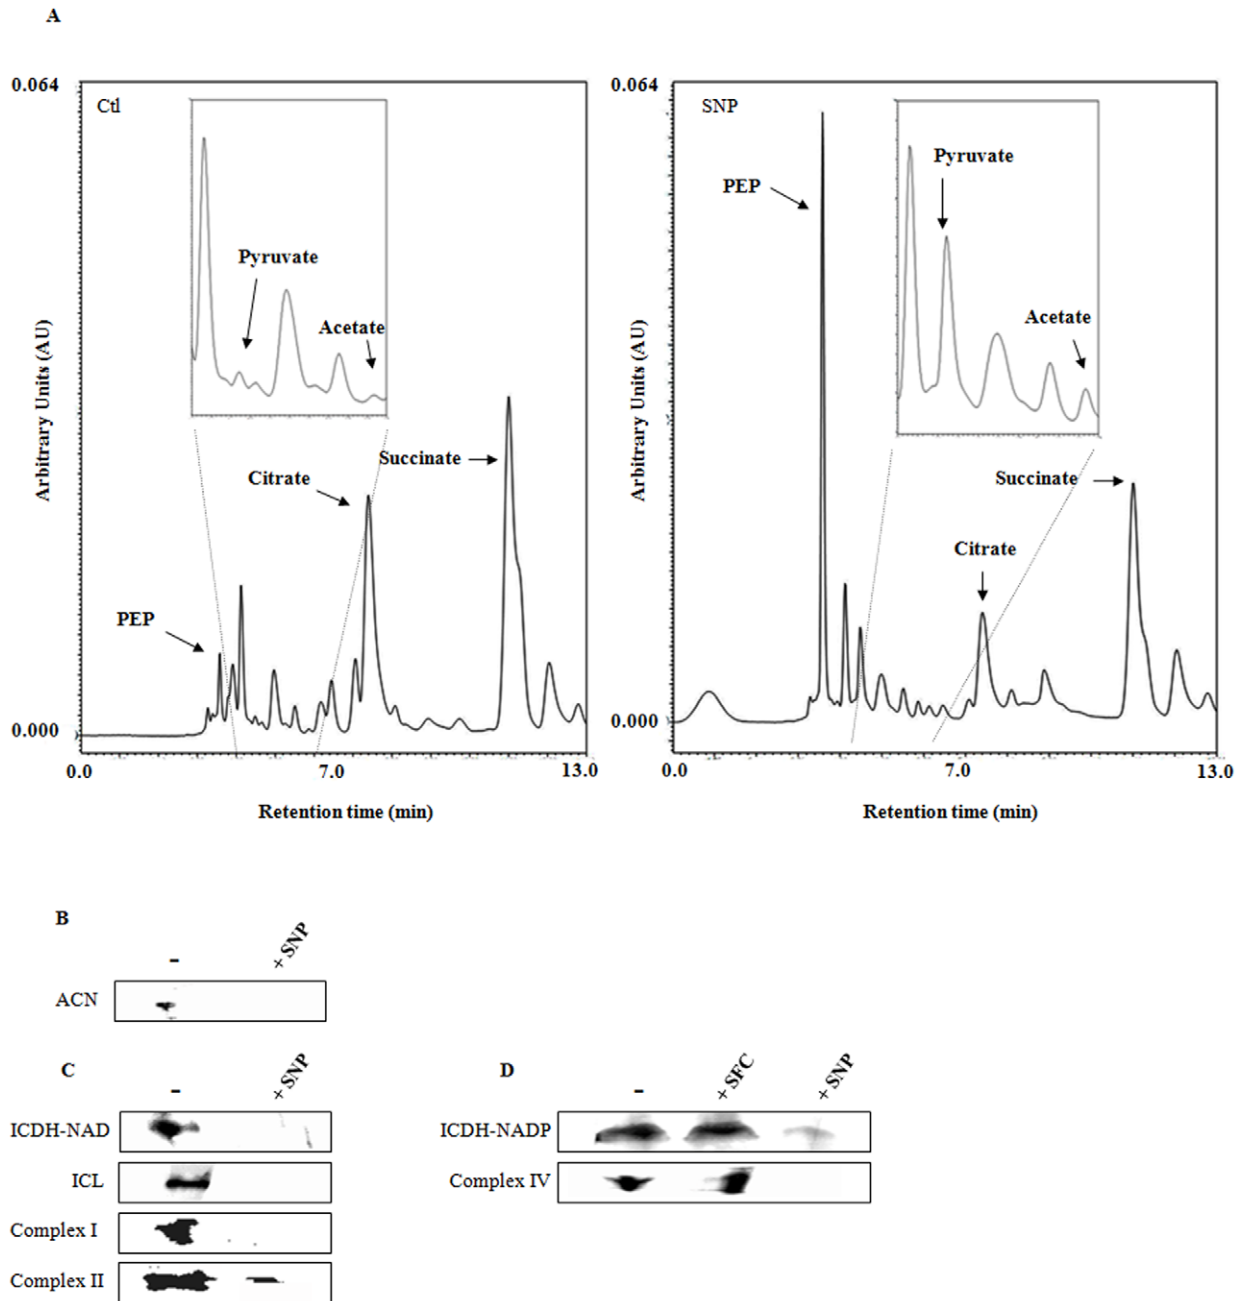 A
0.064
Ctl
Pyruvate
Acetate
Succinate
Citrate
PEP
Arbitrary Units (AU)
0.000
0.0
7.0
13.0
Retention time (min)
0.064
SNP
PEP
Pyruvate
Acetate
Succinate
Citrate
Arbitrary Units (AU)
0.000
0.0
7.0
13.0
Retention time (min)
B
-
+ SNP
ACN
C
-
+ SNP
ICDH-NAD
ICL
Complex I
Complex II
D
-
+ SFC
+ SNP
ICDH-NADP
Complex IV